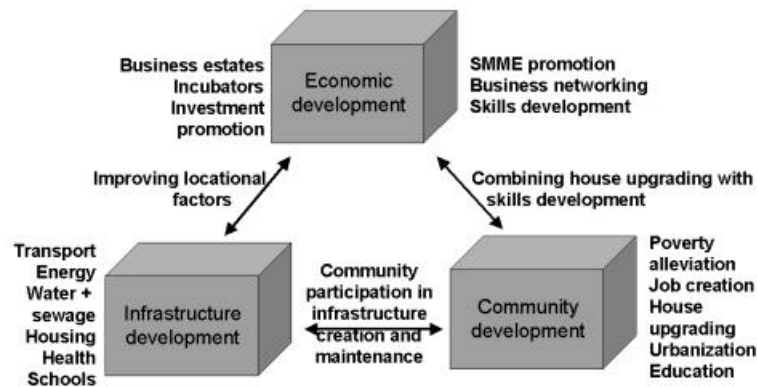 Business estates
Incubators
Investment
promotion
Economic
development
SMME promotion
Business networking
Skills development
Improving locational
factors
Combining house upgrading with
skills development
Transport
Energy
Water +
sewage
Housing
Health
Schools
Infrastructure
development
Community
participation in
infrastructure
creation and
maintenance
Community
development
Poverty
alleviation
Job creation
House
upgrading
Urbanization
Education